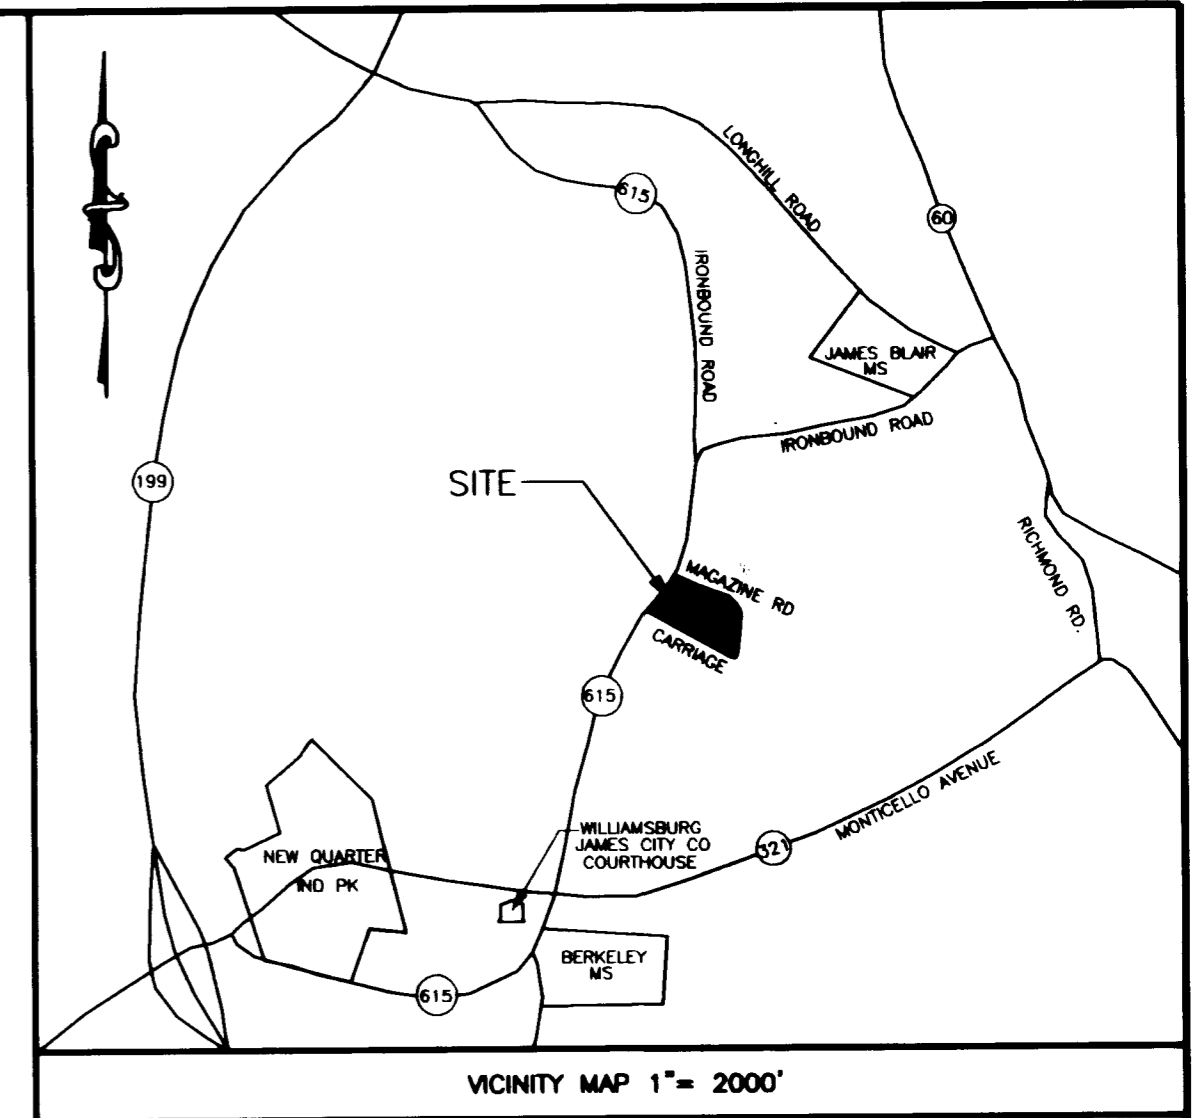 LONGHILL ROAD
615
60
IRONBOUND ROAD
JAMES BLAIR
MS
IRONBOUND ROAD
199
SITE
RICHMOND RD.
MAGAZINE RD
CARRIAGE
615
MONTICELLO AVENUE
WILLIAMSBURG
JAMES CITY CO
COURTHOUSE
321
NEW QUARTER
IND PK
BERKELEY
MS
615
VICINITY MAP 1"= 2000'